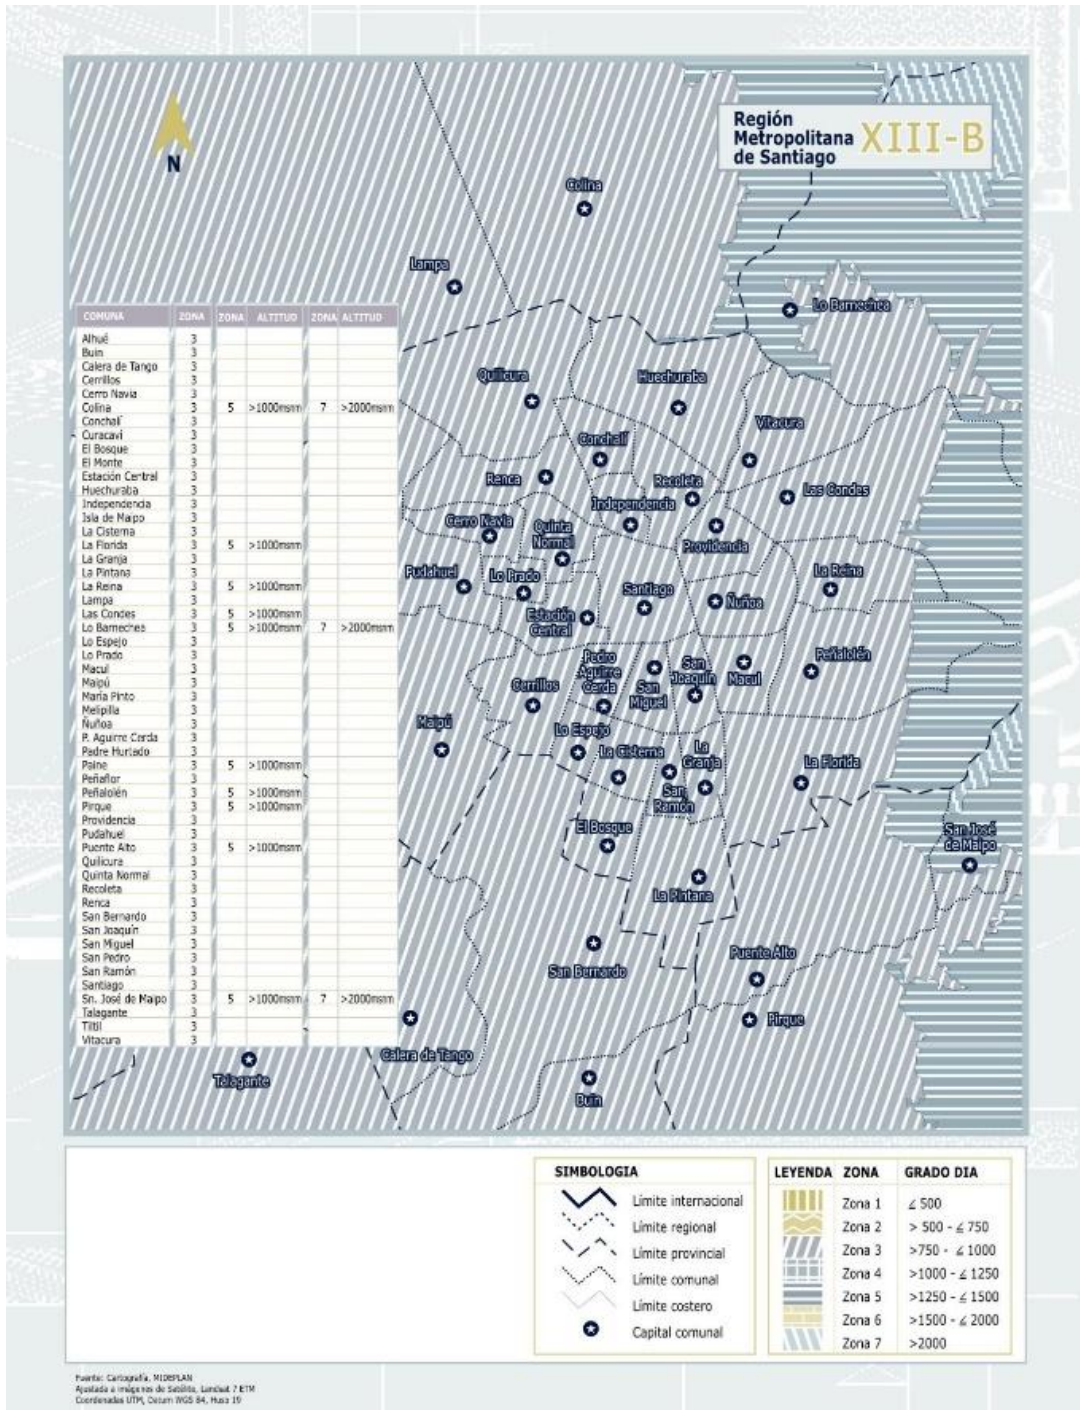 Región
Metropolitana
de Santiago
XIII-B
N
Colina
Lampa
Lo Barnechea
Quilicura
Huechuraba
Vitacura
Conchalí
Renca
Recoleta
Las Condes
Independencia
Cerro Navia
Quinta
Normal
Providencia
Pudahuel
Lo Prado
La Reina
Santiago
Ñuñoa
Estación
Central
Pedro
Aguirre
Cerda
San
Joaquín
Macul
Peñalolén
Cerrillos
San
Miguel
Maipú
Lo Espejo
La Cisterna
La
Granja
La Florida
San
Ramón
El Bosque
San José
de Maipo
La Pintana
San Bernardo
Puente Alto
Pirque
Calera de Tango
Talagante
Buin
COMUNA ZONA ZONA ALTITUD ZONA ALTITUD
Alhué 3
Buin 3
Calera de Tango 3
Cerrillos 3
Cerro Navia 3
Colina 3 5 >1000msnm 7 >2000msnm
Conchalí 3
Curacaví 3
El Bosque 3
El Monte 3
Estación Central 3
Huechuraba 3
Independencia 3
Isla de Maipo 3
La Cisterna 3
La Florida 3 5 >1000msnm
La Granja 3
La Pintana 3
La Reina 3 5 >1000msnm
Lampa 3
Las Condes 3 5 >1000msnm
Lo Barnechea 3 5 >1000msnm 7 >2000msnm
Lo Espejo 3
Lo Prado 3
Macul 3
Maipú 3
María Pinto 3
Melipilla 3
Ñuñoa 3
P. Aguirre Cerda 3
Padre Hurtado 3
Paine 3 5 >1000msnm
Peñaflor 3
Peñalolén 3 5 >1000msnm
Pirque 3 5 >1000msnm
Providencia 3
Pudahuel 3
Puente Alto 3 5 >1000msnm
Quilicura 3
Quinta Normal 3
Recoleta 3
Renca 3
San Bernardo 3
San Joaquín 3
San Miguel 3
San Pedro 3
San Ramón 3
Santiago 3
Sn. José de Maipo 3 5 >1000msnm 7 >2000msnm
Talagante 3
Tiltil 3
Vitacura 3
SIMBOLOGIA
Límite internacional
Límite regional
Límite provincial
Límite comunal
Límite costero
Capital comunal
LEYENDA ZONA GRADO DIA
Zona 1 ∠ 500
Zona 2 > 500 - ∠ 750
Zona 3 >750 - ∠ 1000
Zona 4 >1000 - ∠ 1250
Zona 5 >1250 - ∠ 1500
Zona 6 >1500 - ∠ 2000
Zona 7 >2000
Fuente: Cartografía, MIDEPLAN
Ajustada a imágenes de Satélite, Landsat 7 ETM
Coordenadas UTM, Datum WGS 84, Huso 19